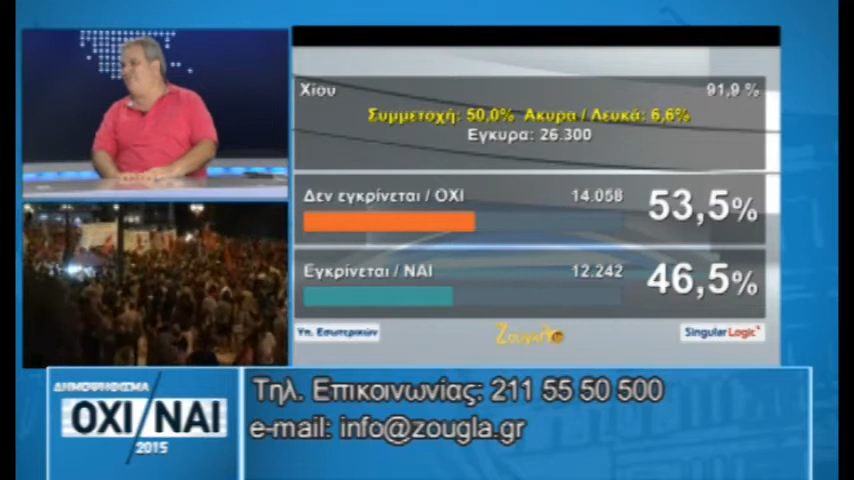 Χίου 91,9 %
Συμμετοχή: 50,0% Ακυρα / Λευκά: 6,6%
Εγκυρα: 26.300
Δεν εγκρίνεται / ΟΧΙ 14.058 53,5%
Εγκρίνεται / ΝΑΙ 12.242 46,5%
Υπ. Εσωτερικών Zουγκλα SingularLogic
ΔΗΜΟΨΗΦΙΣΜΑ
ΟΧΙ/ΝΑΙ
2015
Τηλ. Επικοινωνίας: 211 55 50 500
e-mail: info@zougla.gr